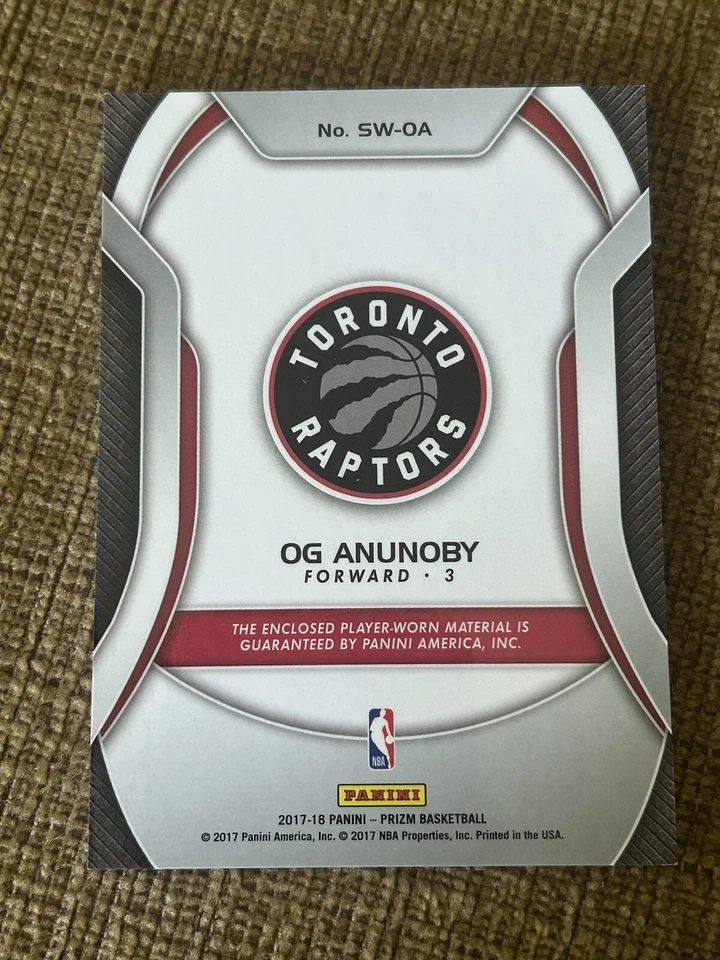 No. SW-OA
TORONTO
RAPTORS
OG ANUNOBY
FORWARD · 3
THE ENCLOSED PLAYER-WORN MATERIAL IS
GUARANTEED BY PANINI AMERICA, INC.
NBA
PANINI
2017-18 PANINI – PRIZM BASKETBALL
© 2017 Panini America, Inc. © 2017 NBA Properties, Inc. Printed in the USA.